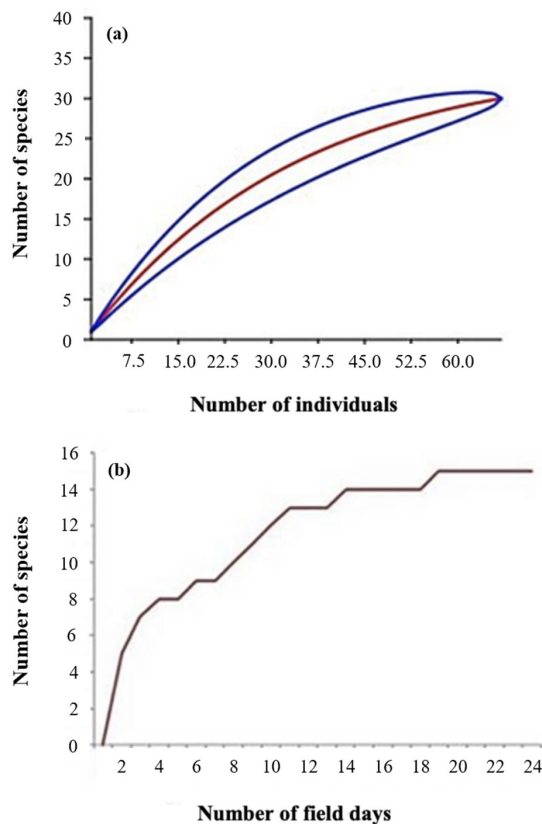 (a)
Number of species
40
35
30
25
20
15
10
5
0
7.5 15.0 22.5 30.0 37.5 45.0 52.5 60.0
Number of individuals
(b)
Number of species
16
14
12
10
8
6
4
2
0
2 4 6 8 10 12 14 16 18 20 22 24
Number of field days